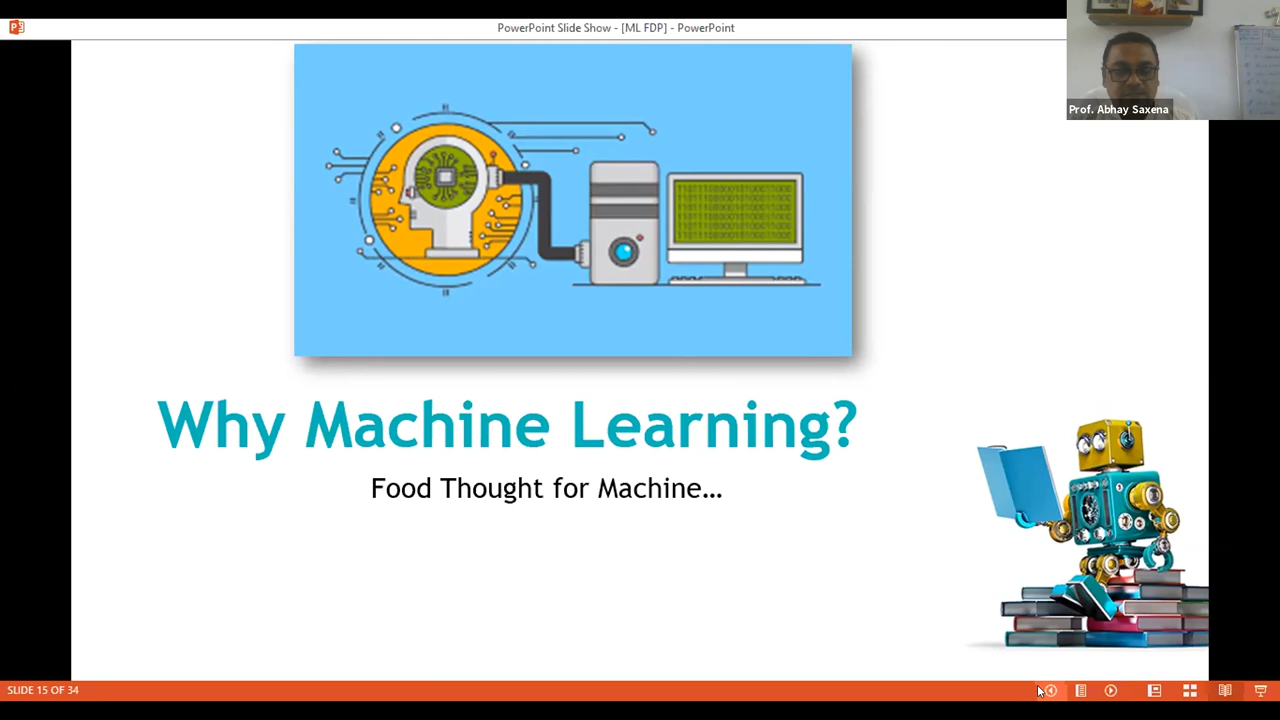 PowerPoint Slide Show - [ML FDP] - PowerPoint
Prof. Abhay Saxena
Why Machine Learning?
Food Thought for Machine...
SLIDE 15 OF 34